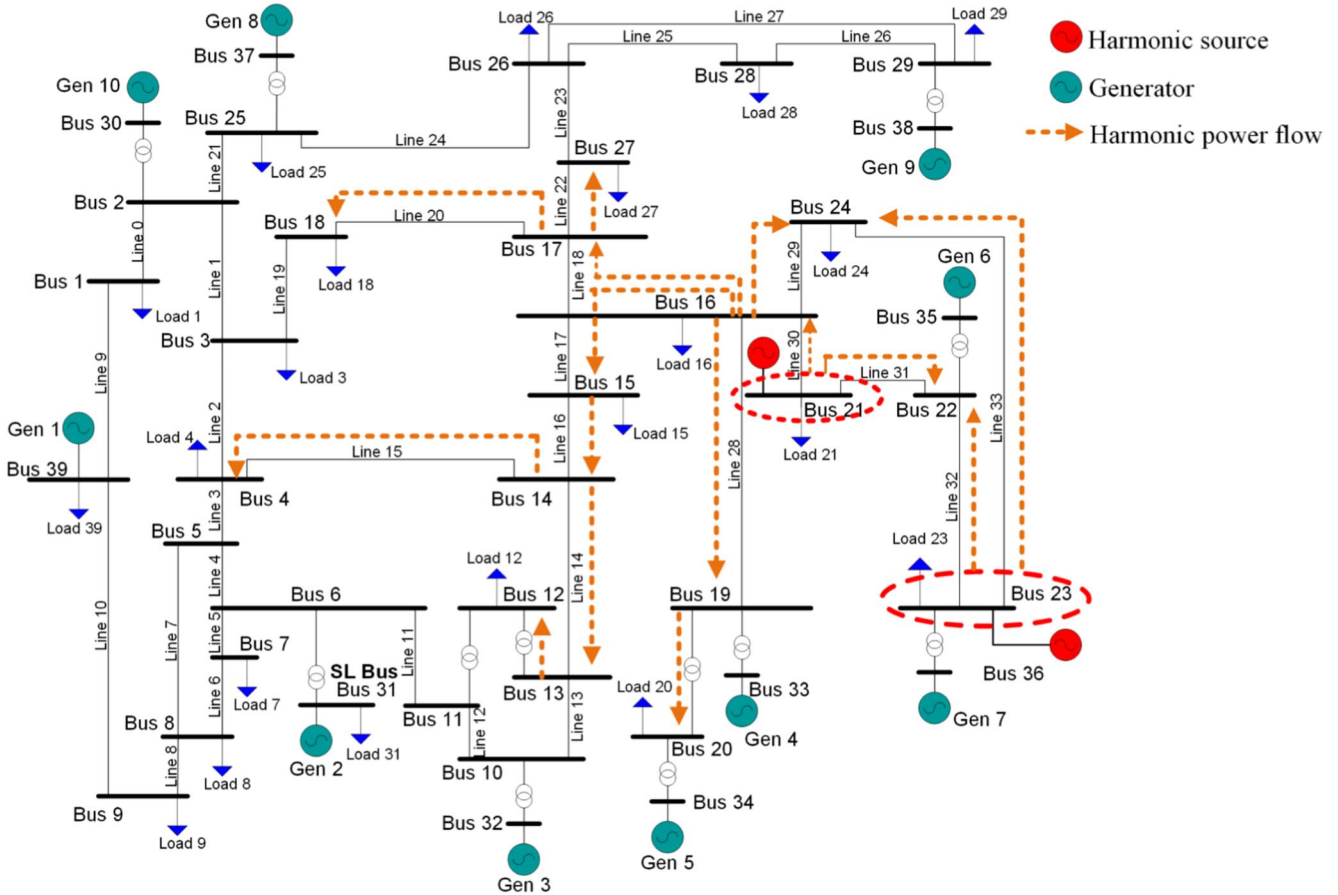 Gen 8
Load 26
Line 27
Load 29
Harmonic source
Line 25
Line 26
Bus 37
Bus 26
Bus 28
Bus 29
Gen 10
Generator
Load 28
Bus 30
Bus 25
Line 23
Bus 38
Harmonic power flow
Line 24
Line 21
Bus 27
Gen 9
Load 25
Bus 2
Line 22
Load 27
Bus 18
Line 20
Bus 24
Line 0
Bus 17
Line 1
Line 19
Load 18
Line 18
Line 29
Load 24
Gen 6
Bus 1
Load 1
Bus 16
Bus 35
Bus 3
Line 17
Load 16
Line 30
Line 9
Load 3
Bus 15
Line 31
Bus 21
Bus 22
Line 33
Gen 1
Line 2
Load 4
Line 16
Load 15
Load 21
Line 15
Line 28
Bus 39
Bus 4
Bus 14
Line 32
Load 39
Line 3
Bus 5
Load 23
Line 4
Load 12
Line 14
Line 10
Bus 6
Bus 12
Bus 19
Bus 23
Line 7
Line 5
Line 11
Bus 7
SL Bus
Bus 31
Bus 13
Bus 33
Bus 36
Line 6
Load 7
Load 20
Bus 11
Line 12
Line 13
Gen 4
Gen 7
Bus 8
Load 31
Bus 20
Line 8
Gen 2
Bus 10
Load 8
Bus 9
Bus 34
Load 9
Bus 32
Gen 5
Gen 3